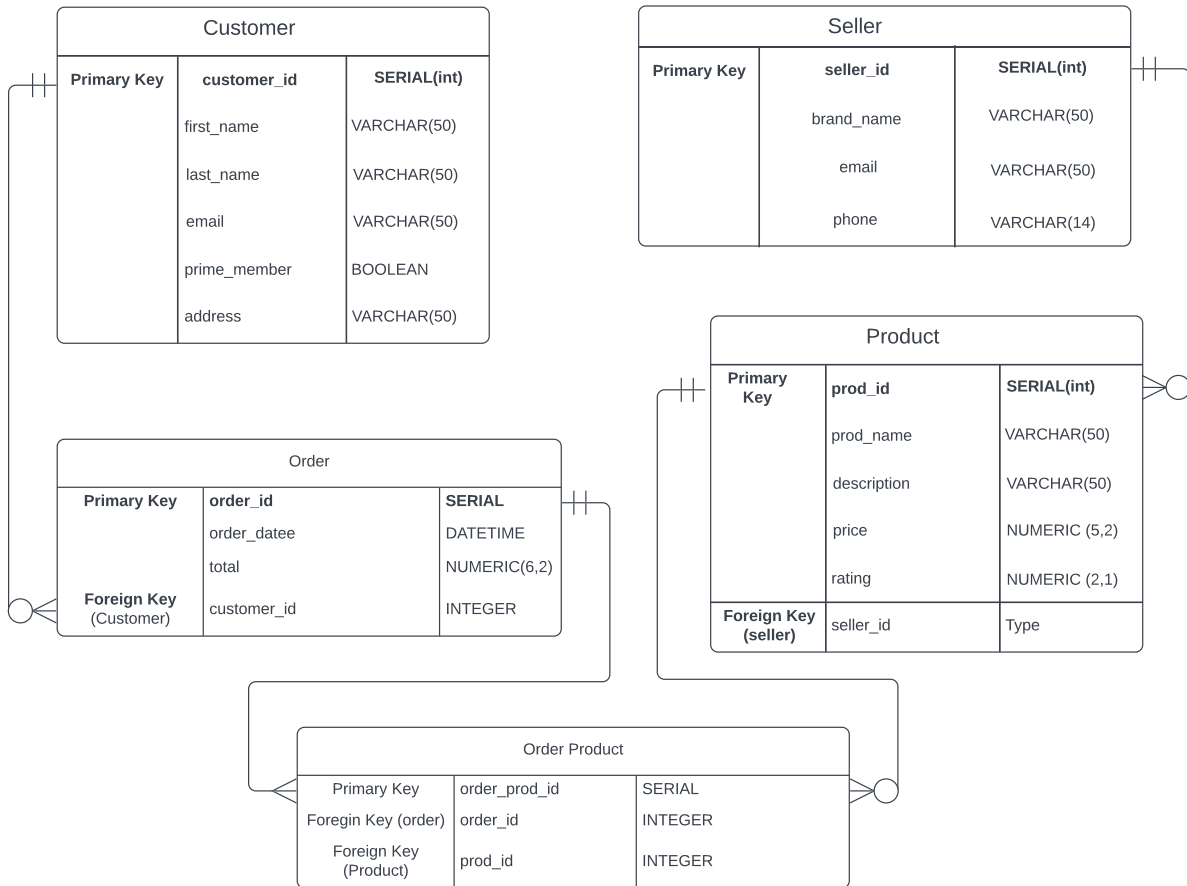 Customer
Primary Key customer_id SERIAL(int)
first_name VARCHAR(50)
last_name VARCHAR(50)
email VARCHAR(50)
prime_member BOOLEAN
address VARCHAR(50)
Seller
Primary Key seller_id SERIAL(int)
brand_name VARCHAR(50)
email VARCHAR(50)
phone VARCHAR(14)
Product
Primary
Key
prod_id SERIAL(int)
prod_name VARCHAR(50)
description VARCHAR(50)
price NUMERIC (5,2)
rating NUMERIC (2,1)
Foreign Key
(seller)
seller_id Type
Order
Primary Key order_id SERIAL
order_datee DATETIME
total NUMERIC(6,2)
Foreign Key
(Customer)
customer_id INTEGER
Order Product
Primary Key order_prod_id SERIAL
Foregin Key (order) order_id INTEGER
Foreign Key
(Product)
prod_id INTEGER